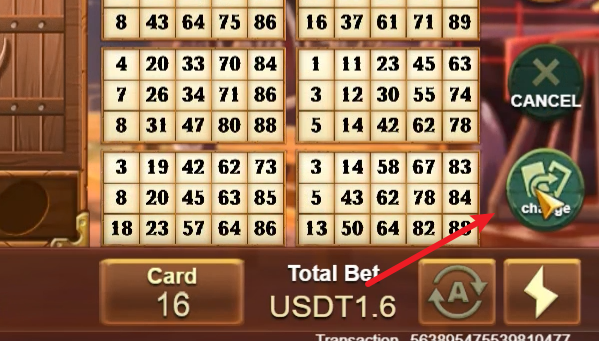 8 43 64 75 86
16 37 61 71 89
4 20 33 70 84
7 26 34 71 86
8 31 47 80 88
1 11 23 45 63
3 12 30 55 74
5 14 42 62 78
3 19 42 62 73
8 20 45 63 85
18 23 57 64 86
3 14 58 67 83
5 43 62 78 84
13 50 64 82
CANCEL
Card
16
Total Bet
USDT1.6
A